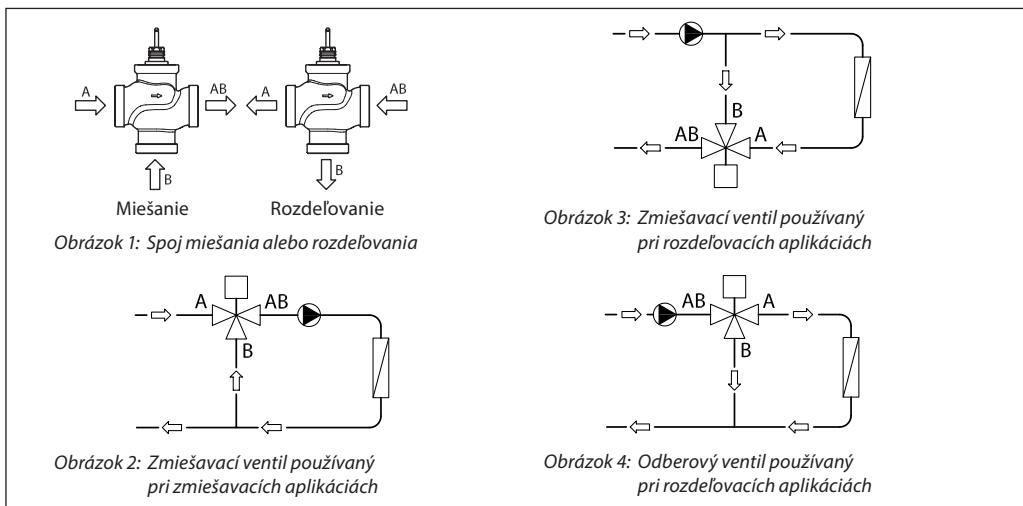 A
AB
B
Miešanie
A
AB
B
Rozdeľovanie
Obrázok 1: Spoj miešania alebo rozdeľovania
A
AB
B
Obrázok 2: Zmiešavací ventil používaný
pri zmiešavacích aplikáciách
B
AB
A
Obrázok 3: Zmiešavací ventil používaný
pri rozdeľovacích aplikáciách
AB
A
B
Obrázok 4: Odberový ventil používaný
pri rozdeľovacích aplikáciách